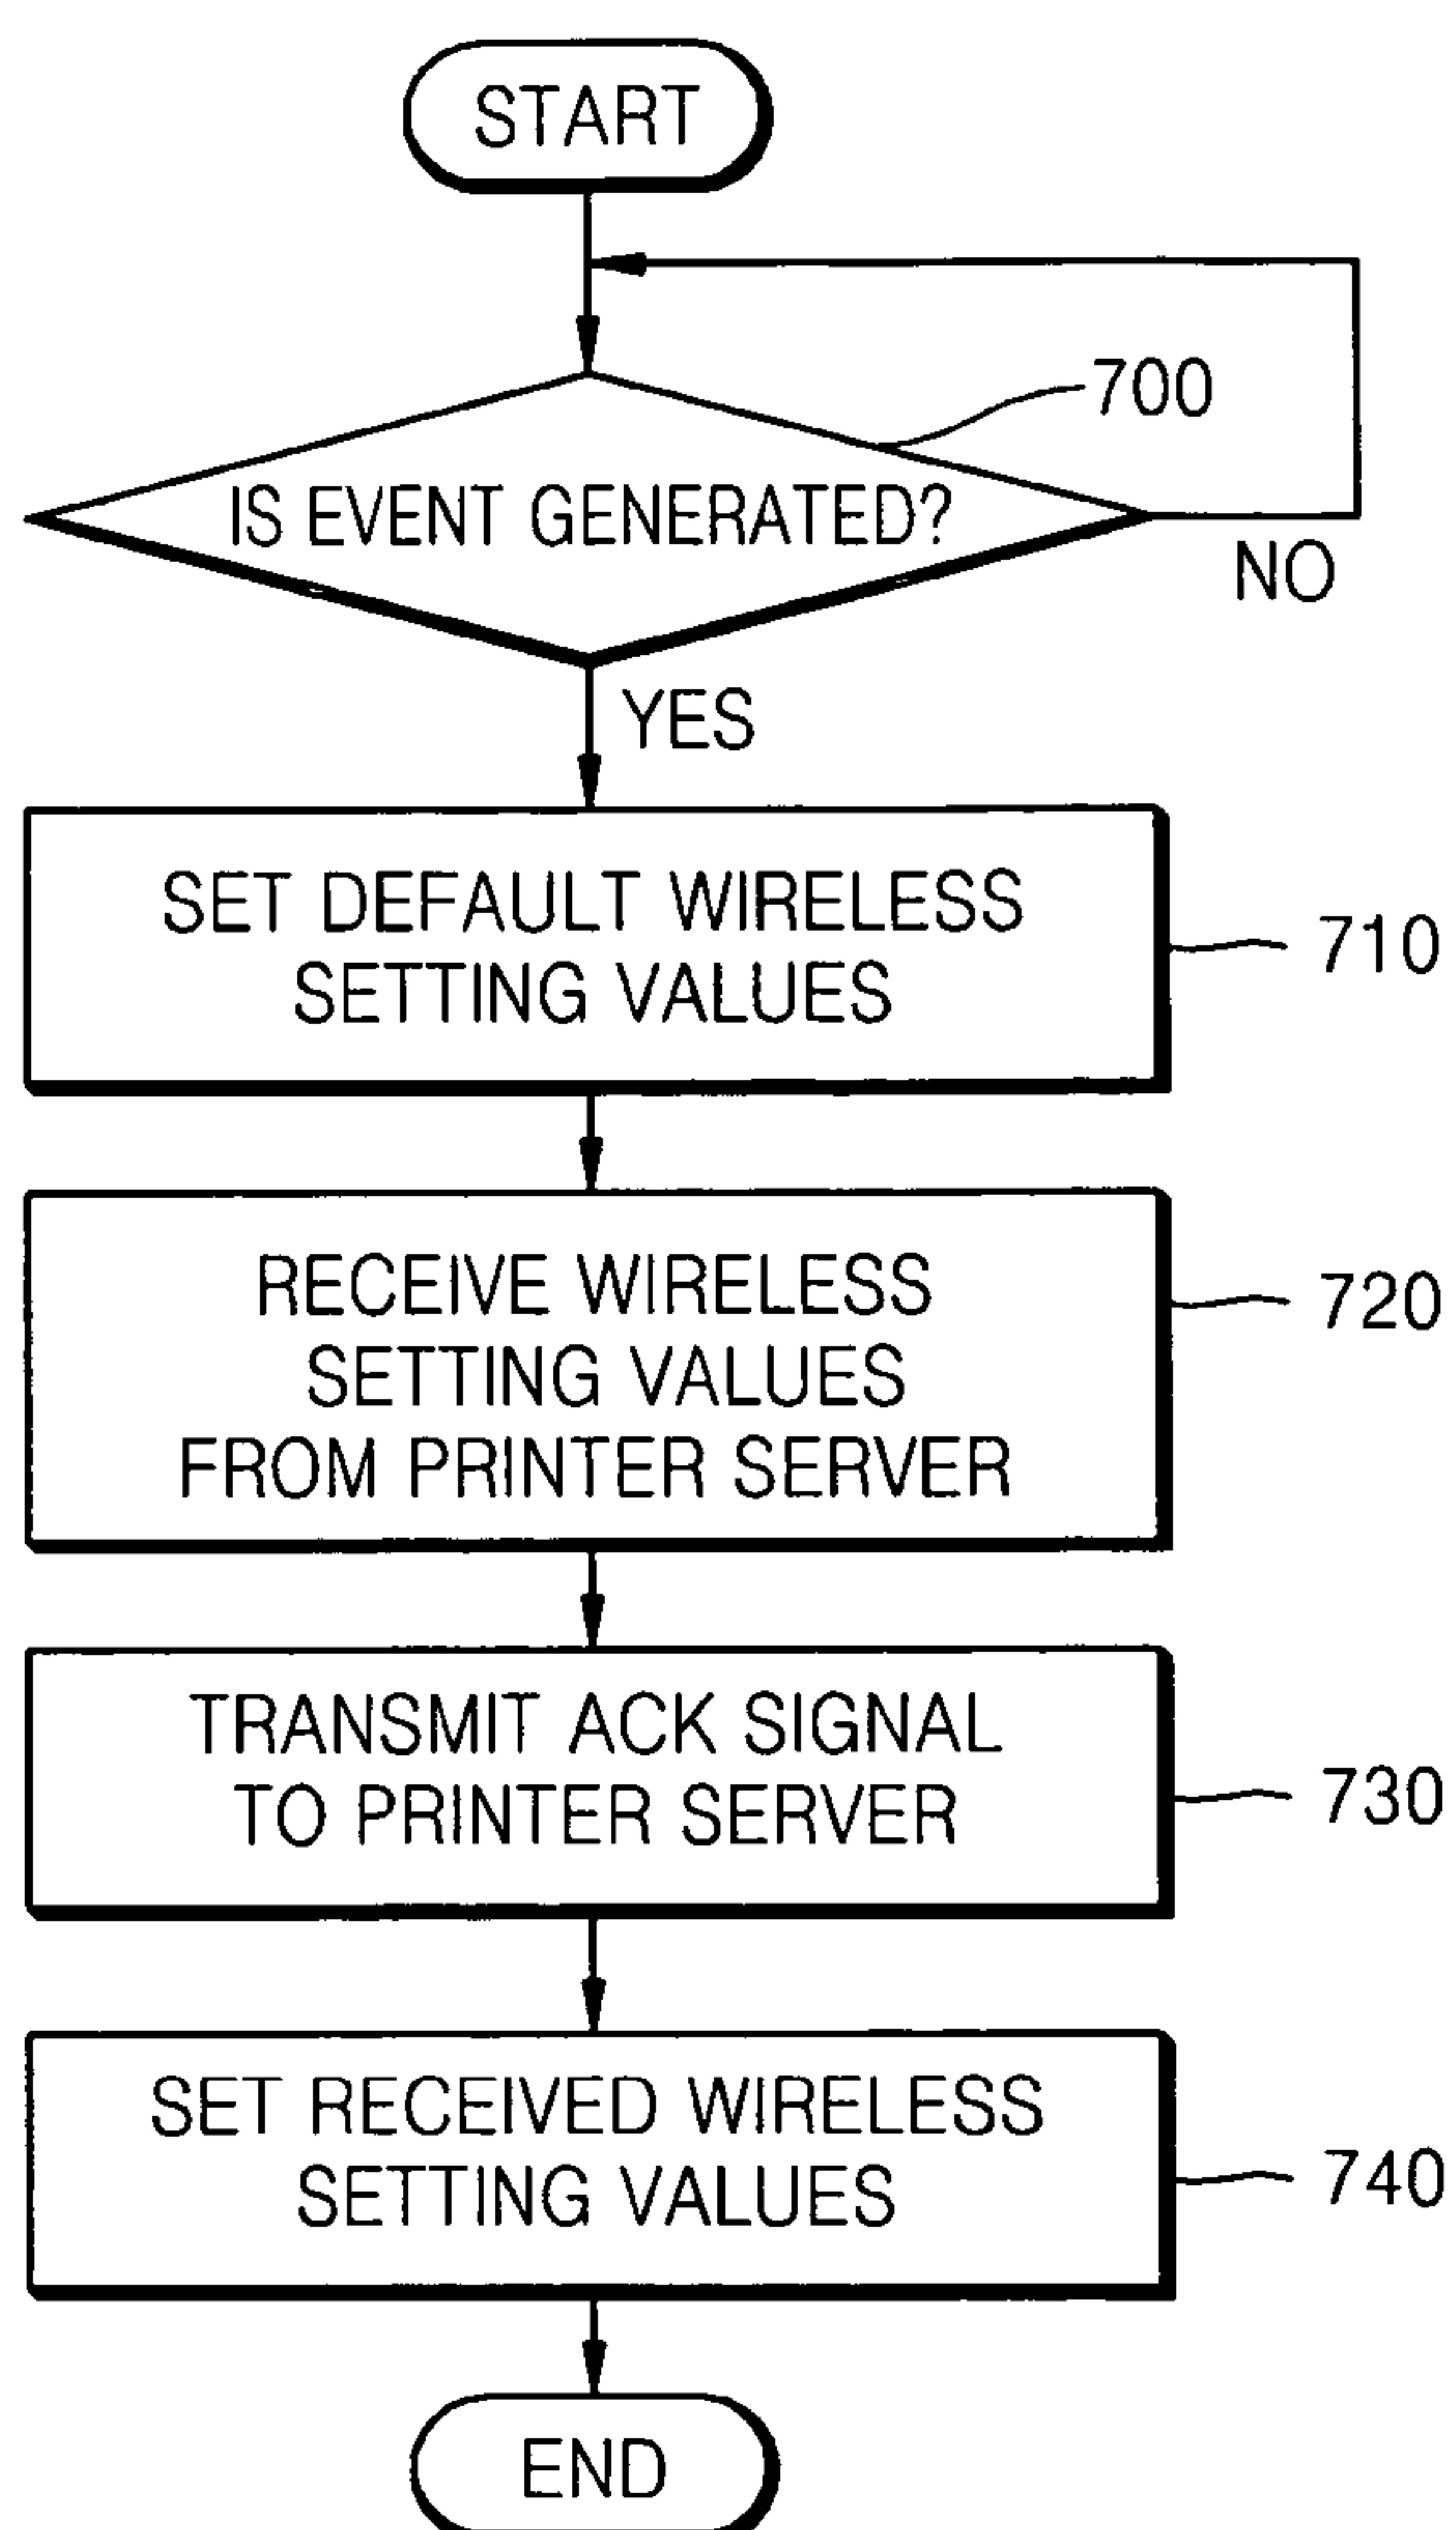 START
700
IS EVENT GENERATED?
NO
YES
SET DEFAULT WIRELESS
SETTING VALUES
710
RECEIVE WIRELESS
SETTING VALUES
FROM PRINTER SERVER
720
TRANSMIT ACK SIGNAL
TO PRINTER SERVER
730
SET RECEIVED WIRELESS
SETTING VALUES
740
END